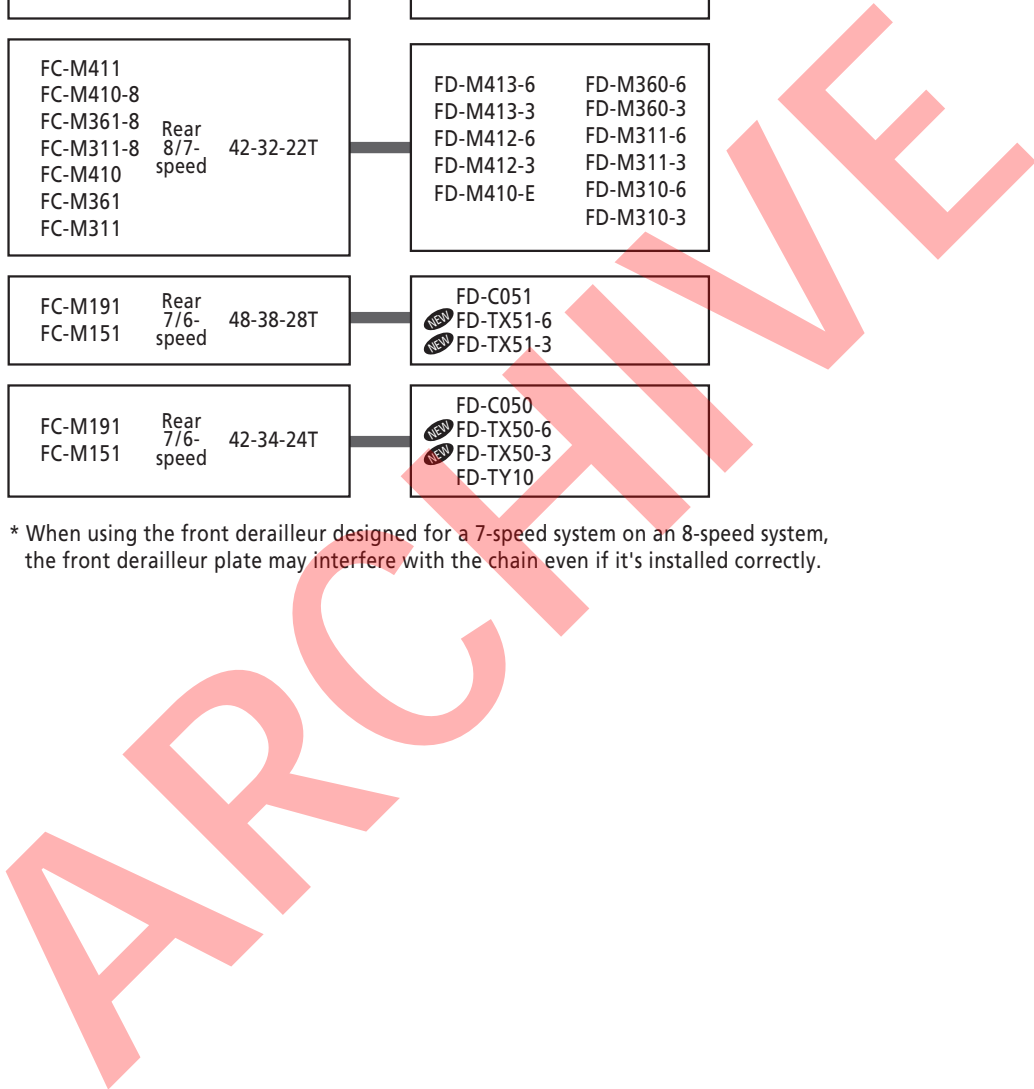 FC-M411
FC-M410-8
FC-M361-8
FC-M311-8
FC-M410
FC-M361
FC-M311
Rear
8/7-
speed
42-32-22T
FD-M413-6
FD-M413-3
FD-M412-6
FD-M412-3
FD-M410-E
FD-M360-6
FD-M360-3
FD-M311-6
FD-M311-3
FD-M310-6
FD-M310-3
FC-M191
FC-M151
Rear
7/6-
speed
48-38-28T
FD-C051
NEW FD-TX51-6
NEW FD-TX51-3
FC-M191
FC-M151
Rear
7/6-
speed
42-34-24T
FD-C050
NEW FD-TX50-6
NEW FD-TX50-3
FD-TY10
* When using the front derailleur designed for a 7-speed system on an 8-speed system,
the front derailleur plate may interfere with the chain even if it's installed correctly.
ARCHIVE